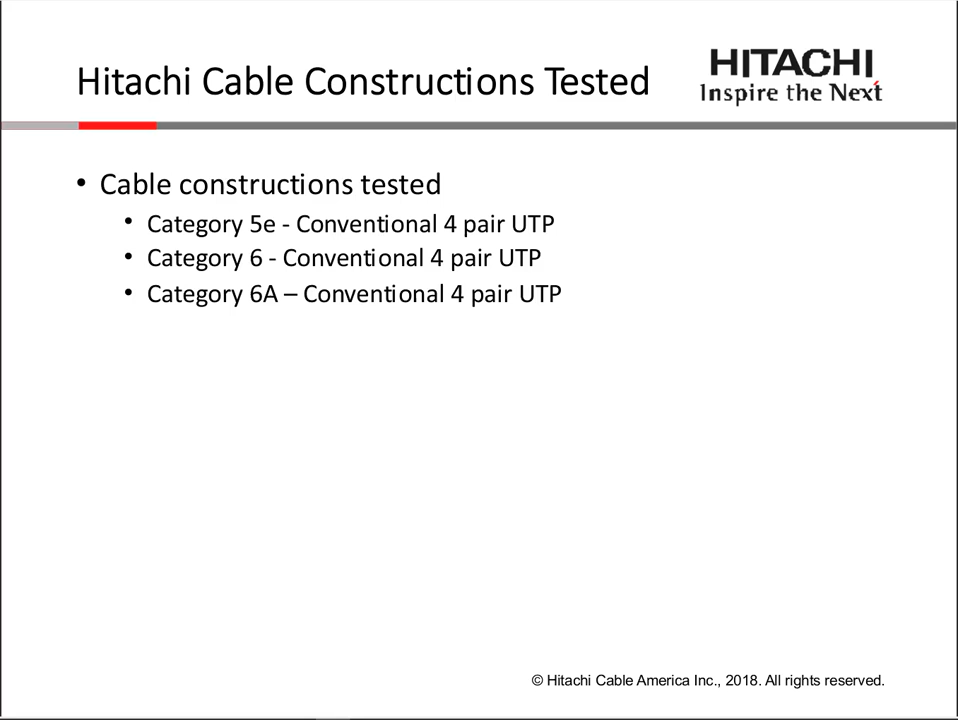 Hitachi Cable Constructions Tested
HITACHI
Inspire the Next
• Cable constructions tested
• Category 5e - Conventional 4 pair UTP
• Category 6 - Conventional 4 pair UTP
• Category 6A – Conventional 4 pair UTP
© Hitachi Cable America Inc., 2018. All rights reserved.